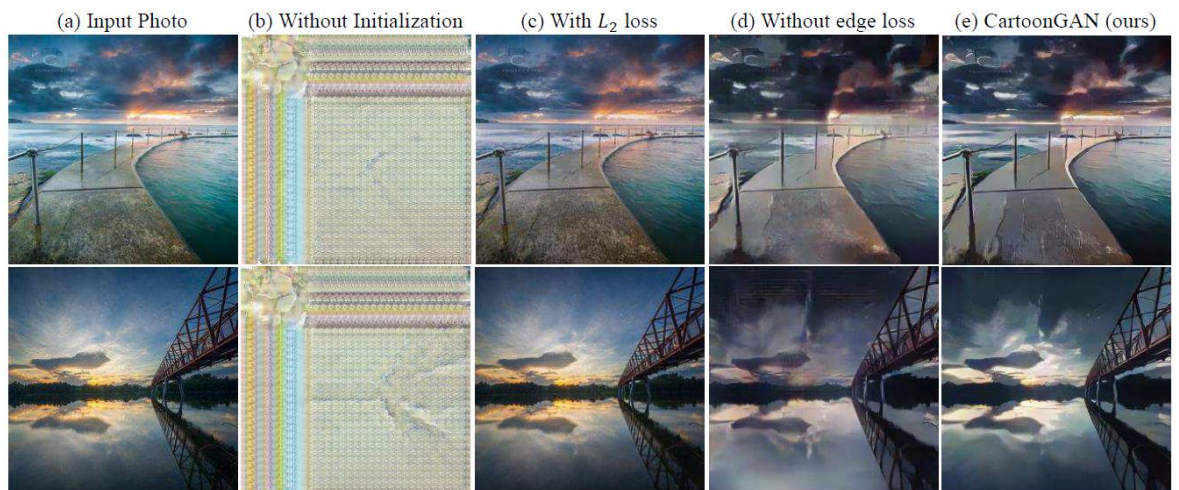 (a) Input Photo
(b) Without Initialization
(c) With L₂ loss
(d) Without edge loss
(e) CartoonGAN (ours)